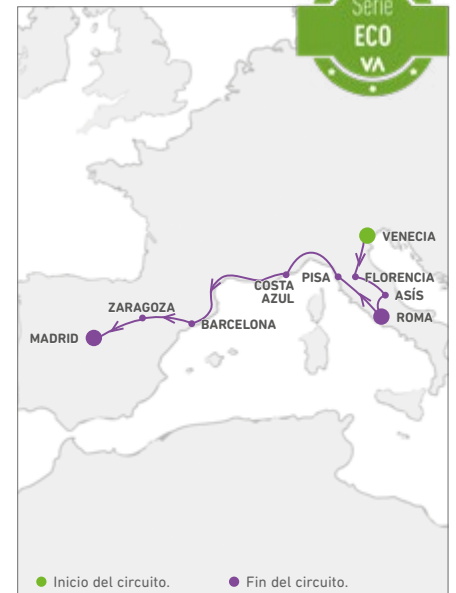 Serie
ECO
VA
VENECIA
PISA
FLORENCIA
COSTA
AZUL
ASÍS
ZARAGOZA
ROMA
BARCELONA
MADRID
Inicio del circuito.
Fin del circuito.